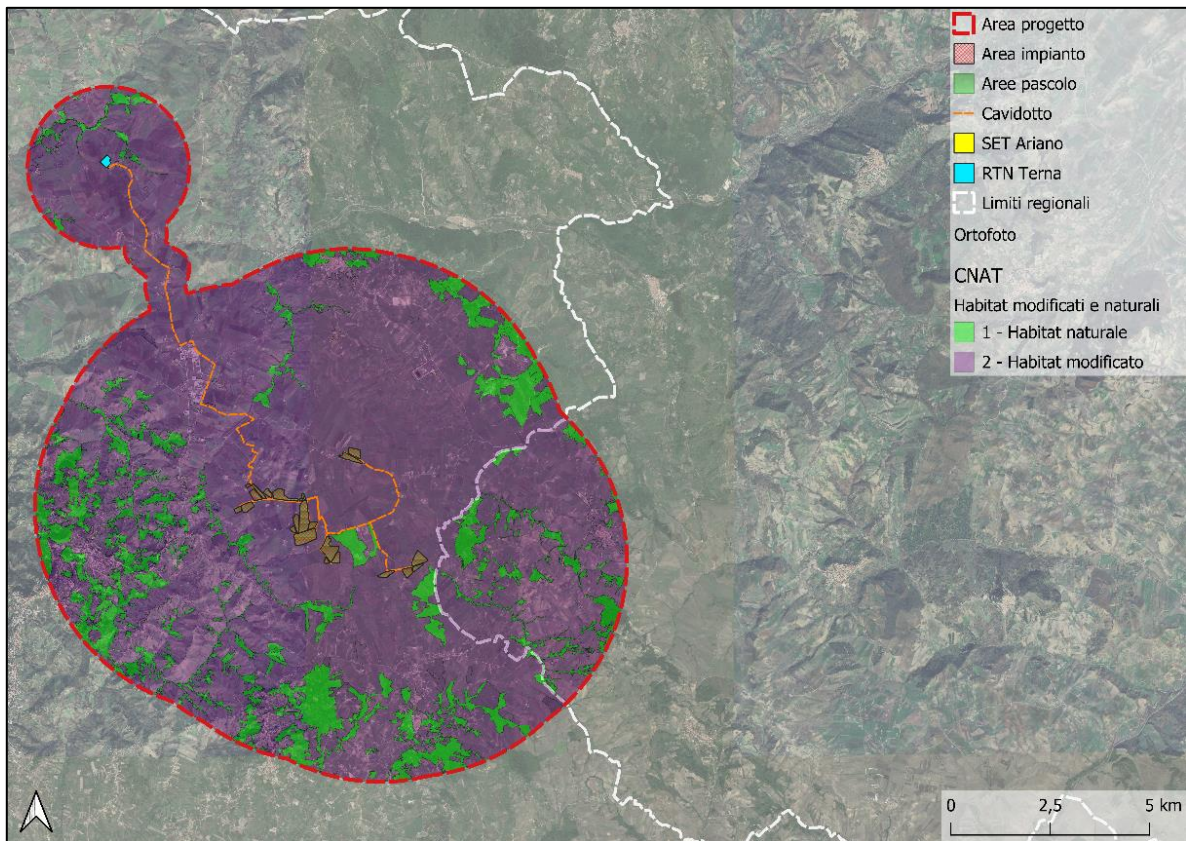 Area progetto
Area impianto
Aree pascolo
Cavidotto
SET Ariano
RTN Terna
Limiti regionali
Ortofoto
CNAT
Habitat modificati e naturali
1 - Habitat naturale
2 - Habitat modificato
0 2,5 5 km